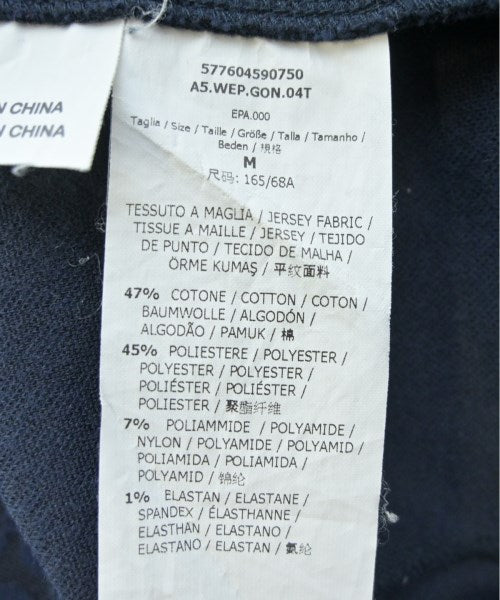 577604590750
A5.WEP.GON.04T
N CHINA
N CHINA
EPA.000
Taglia / Size / Taille / Größe / Talla / Tamanho /
Beden / 規格
M
尺码: 165/68A
TESSUTO A MAGLIA / JERSEY FABRIC /
TISSUE A MAILLE / JERSEY / TEJIDO
DE PUNTO / TECIDO DE MALHA /
ÖRME KUMAŞ / 平纹面料
47% COTONE / COTTON / COTON /
BAUMWOLLE / ALGODÓN /
ALGODÃO / PAMUK / 棉
45% POLIESTERE / POLYESTER /
POLYESTER / POLYESTER /
POLIÉSTER / POLIÉSTER /
POLIESTER / 聚酯纤维
7% POLIAMMIDE / POLYAMIDE /
NYLON / POLYAMIDE / POLYAMID /
POLIAMIDA / POLIAMIDA /
POLYAMID / 锦纶
1% ELASTAN / ELASTANE /
SPANDEX / ÉLASTHANNE /
ELASTHAN / ELASTANO /
ELASTANO / ELASTAN / 氨纶